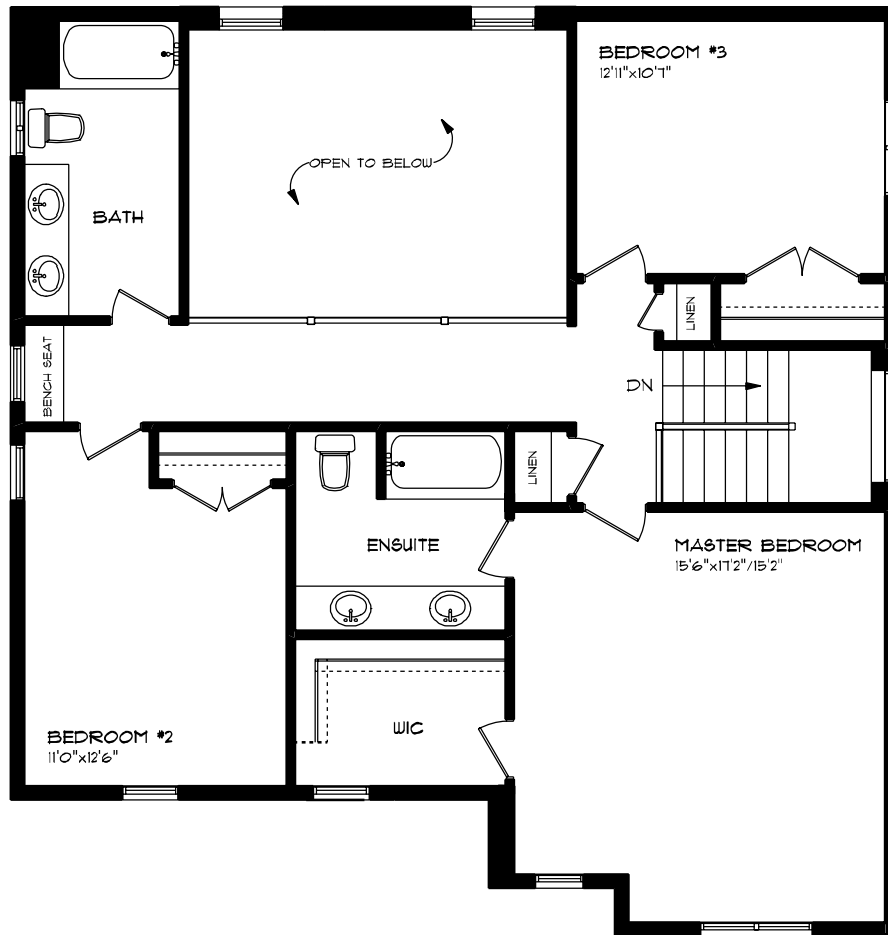 BEDROOM #3
12'11"x10'7"
OPEN TO BELOW
BATH
LINEN
BENCH SEAT
DN
LINEN
ENSUITE
MASTER BEDROOM
15'6"x17'2"/15'2"
WIC
BEDROOM #2
11'0"x12'6"